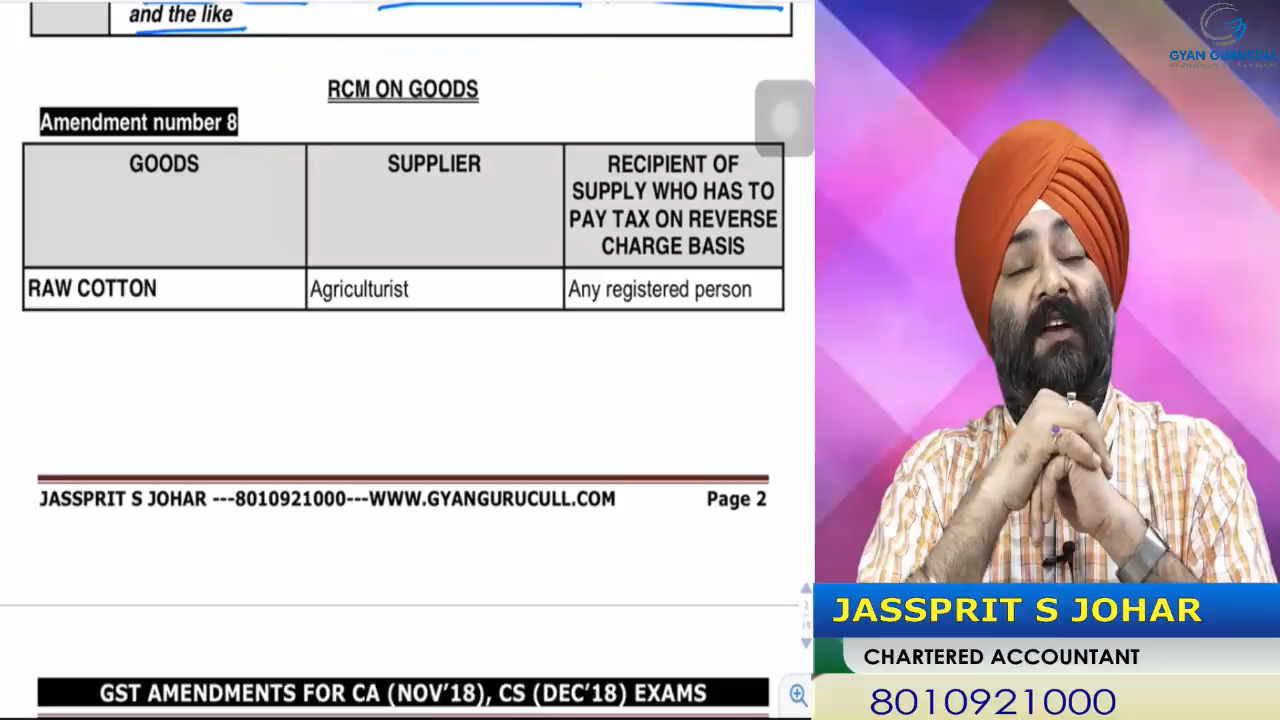 and the like
RCM ON GOODS
Amendment number 8
GOODS
SUPPLIER
RECIPIENT OF
SUPPLY WHO HAS TO
PAY TAX ON REVERSE
CHARGE BASIS
RAW COTTON
Agriculturist
Any registered person
JASSPRIT S JOHAR ---8010921000---WWW.GYANGURUCULL.COM
Page 2
GST AMENDMENTS FOR CA (NOV'18), CS (DEC'18) EXAMS
GYAN GURUCULL
JASSPRIT S JOHAR
CHARTERED ACCOUNTANT
8010921000